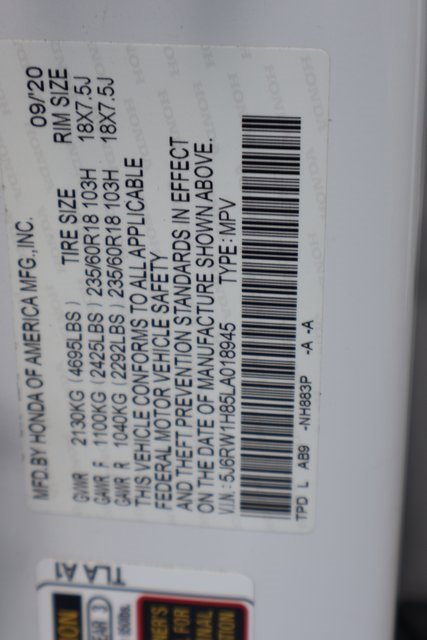 MFD.BY HONDA OF AMERICA MFG.,INC. 09/'20
GVWR 2130KG (4695LBS) TIRE SIZE RIM SIZE
GAWR F 1100KG (2425LBS) 235/60R18 103H 18X7.5J
GAWR R 1040KG (2292LBS) 235/60R18 103H 18X7.5J
THIS VEHICLE CONFORMS TO ALL APPLICABLE
FEDERAL MOTOR VEHICLE SAFETY
AND THEFT PREVENTION STANDARDS IN EFFECT
ON THE DATE OF MANUFACTURE SHOWN ABOVE.
V.I.N.: 5J6RW1H85LA018945 TYPE: MPV
TPD L AB9 -NH883P -A -A
TLA A1